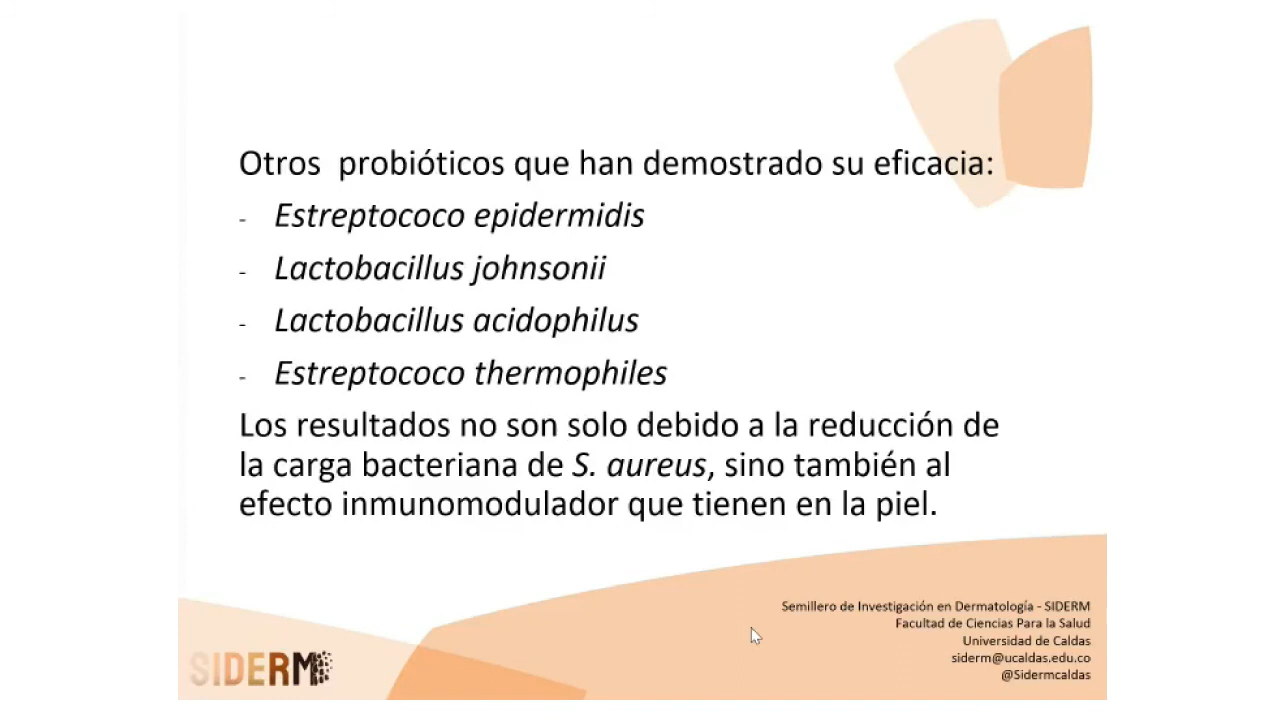 Otros probióticos que han demostrado su eficacia:
- Estreptococo epidermidis
- Lactobacillus johnsonii
- Lactobacillus acidophilus
- Estreptococo thermophiles
Los resultados no son solo debido a la reducción de
la carga bacteriana de S. aureus, sino también al
efecto inmunomodulador que tienen en la piel.
Semillero de Investigación en Dermatología - SIDERM
Facultad de Ciencias Para la Salud
Universidad de Caldas
siderm@ucaldas.edu.co
@Sidermcaldas
SIDERM